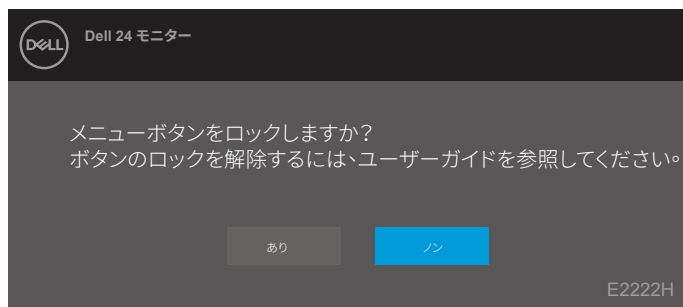 DELL
Dell 24 モニター
メニューボタンをロックしますか？
ボタンのロックを解除するには、ユーザーガイドを参照してください。
あり
ノン
E2222H